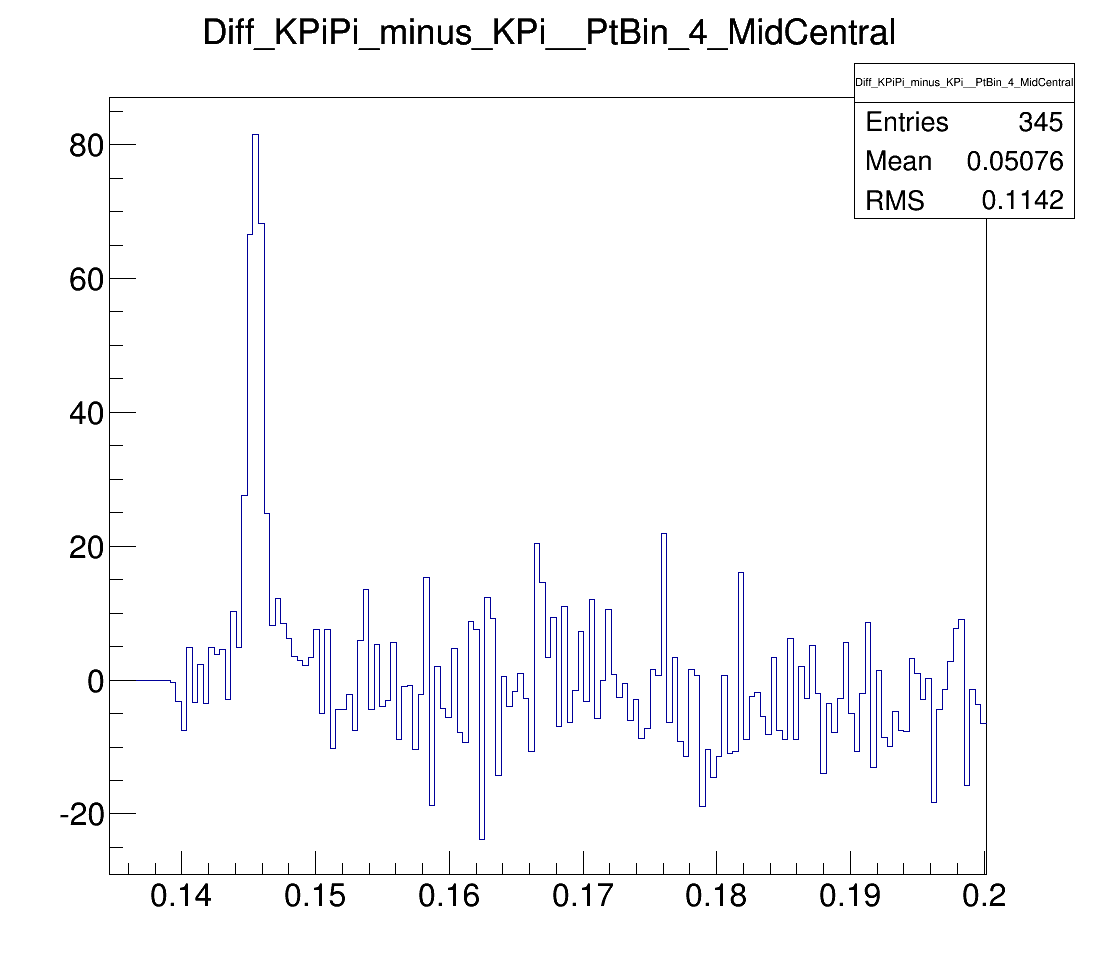 Diff_KPiPi_minus_KPi__PtBin_4_MidCentral
Diff_KPiPi_minus_KPi__PtBin_4_MidCentral
Entries 345
Mean 0.05076
RMS 0.1142
80
60
40
20
0
-20
0.14 0.15 0.16 0.17 0.18 0.19 0.2